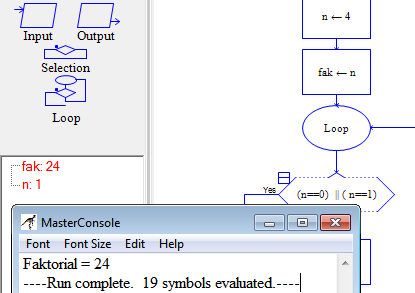 Input
Output
Selection
Loop
fak: 24
n: 1
n ← 4
fak ← n
Loop
Yes
(n==0) || ( n==1)
MasterConsole
Font Font Size Edit Help
Faktorial = 24
----Run complete. 19 symbols evaluated.----